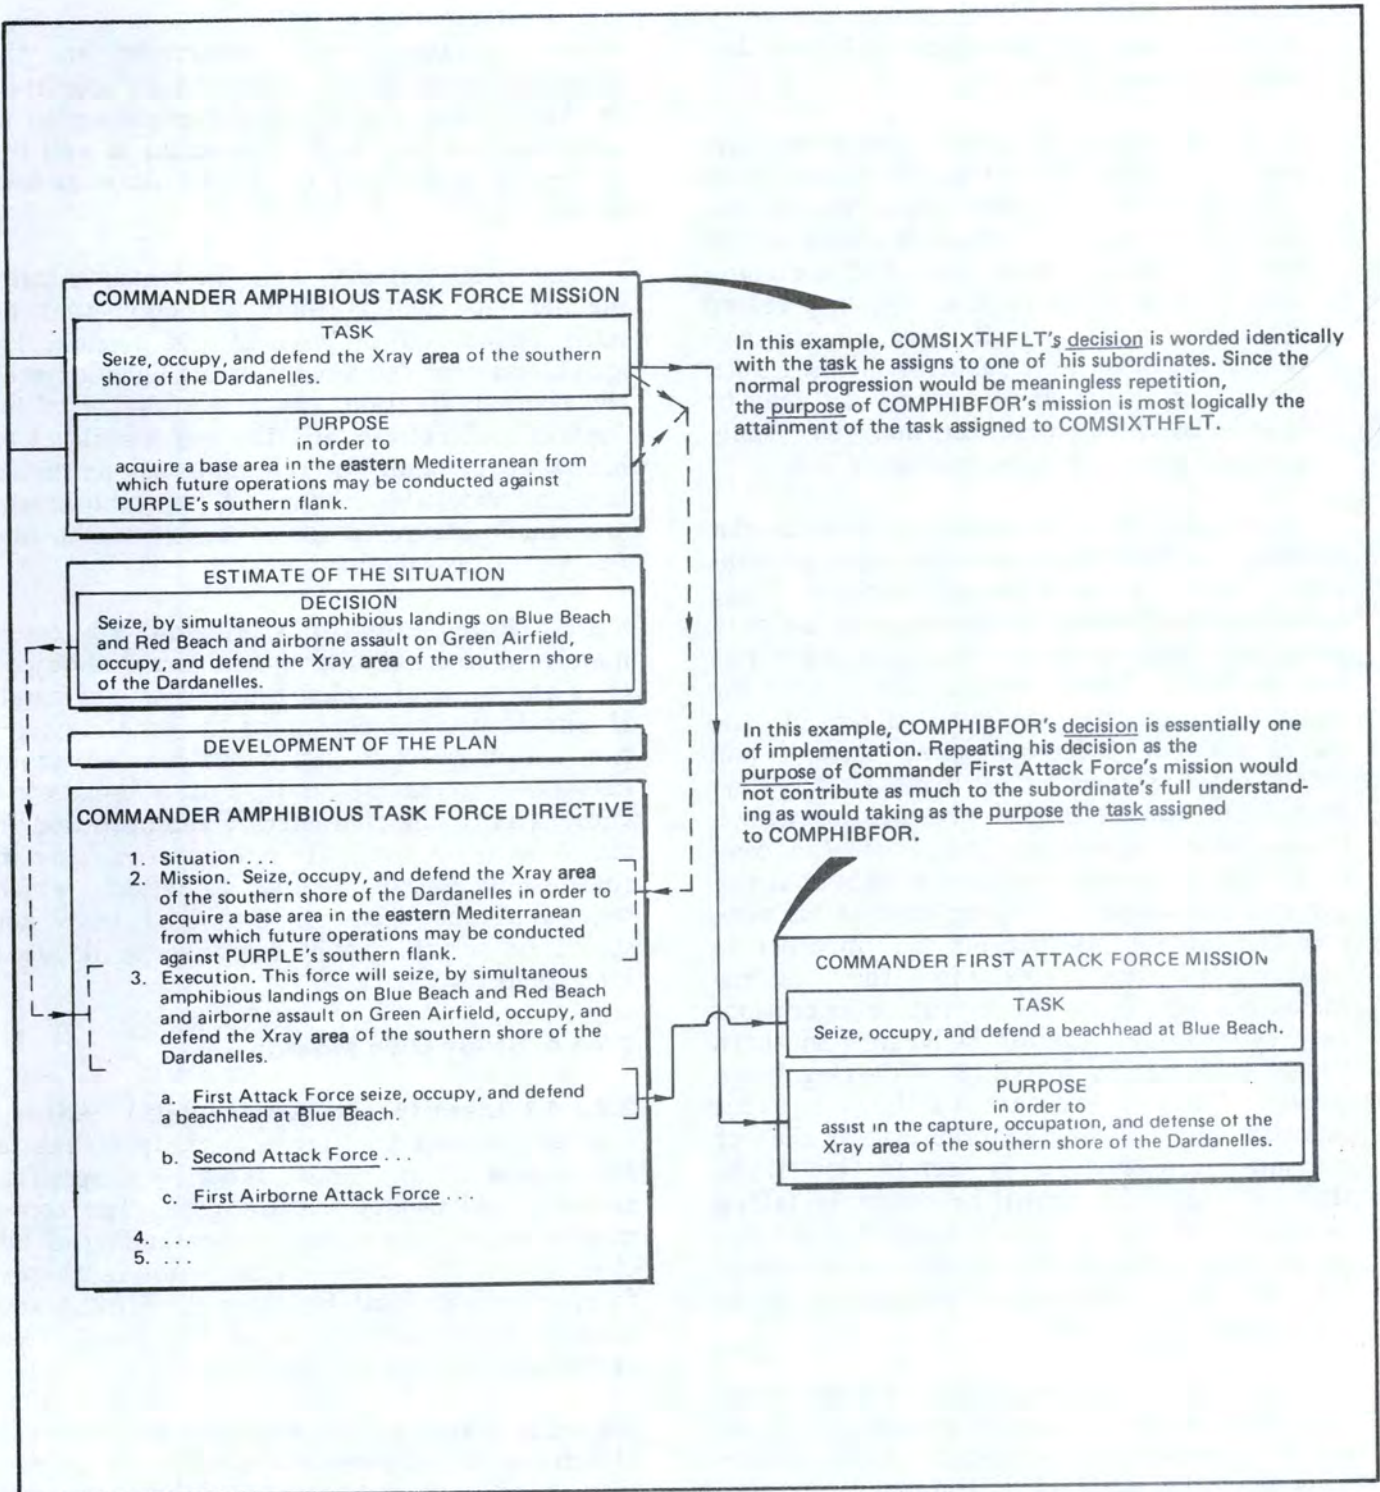 COMMANDER AMPHIBIOUS TASK FORCE MISSION
TASK
Seize, occupy, and defend the Xray area of the southern
shore of the Dardanelles.
PURPOSE
in order to
acquire a base area in the eastern Mediterranean from
which future operations may be conducted against
PURPLE's southern flank.
In this example, COMSIXTHFLT's decision is worded identically
with the task he assigns to one of his subordinates. Since the
normal progression would be meaningless repetition,
the purpose of COMPHIBFOR's mission is most logically the
attainment of the task assigned to COMSIXTHFLT.
ESTIMATE OF THE SITUATION
DECISION
Seize, by simultaneous amphibious landings on Blue Beach
and Red Beach and airborne assault on Green Airfield,
occupy, and defend the Xray area of the southern shore
of the Dardanelles.
DEVELOPMENT OF THE PLAN
In this example, COMPHIBFOR's decision is essentially one
of implementation. Repeating his decision as the
purpose of Commander First Attack Force's mission would
not contribute as much to the subordinate's full understand-
ing as would taking as the purpose the task assigned
to COMPHIBFOR.
COMMANDER AMPHIBIOUS TASK FORCE DIRECTIVE
1. Situation . . .
2. Mission. Seize, occupy, and defend the Xray area
of the southern shore of the Dardanelles in order to
acquire a base area in the eastern Mediterranean
from which future operations may be conducted
against PURPLE's southern flank.
3. Execution. This force will seize, by simultaneous
amphibious landings on Blue Beach and Red Beach
and airborne assault on Green Airfield, occupy, and
defend the Xray area of the southern shore of the
Dardanelles.
a. First Attack Force seize, occupy, and defend
a beachhead at Blue Beach.
b. Second Attack Force . . .
c. First Airborne Attack Force . . .
4. . . .
5. . . .
COMMANDER FIRST ATTACK FORCE MISSION
TASK
Seize, occupy, and defend a beachhead at Blue Beach.
PURPOSE
in order to
assist in the capture, occupation, and defense of the
Xray area of the southern shore of the Dardanelles.